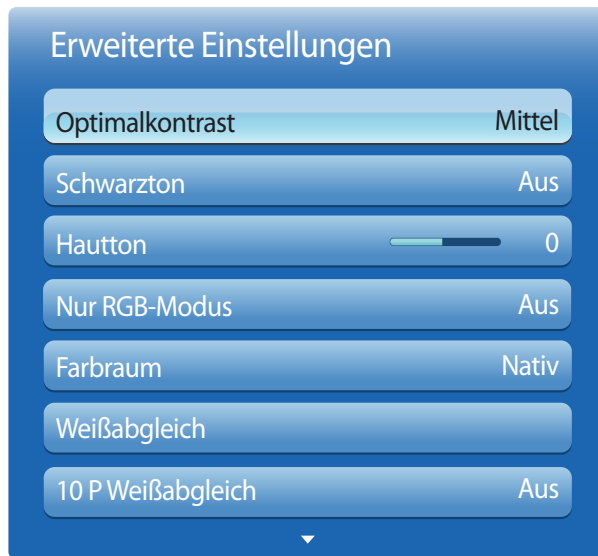 Erweiterte Einstellungen
Optimalkontrast Mittel
Schwarzton Aus
Hautton 0
Nur RGB-Modus Aus
Farbraum Nativ
Weißabgleich
10 P Weißabgleich Aus